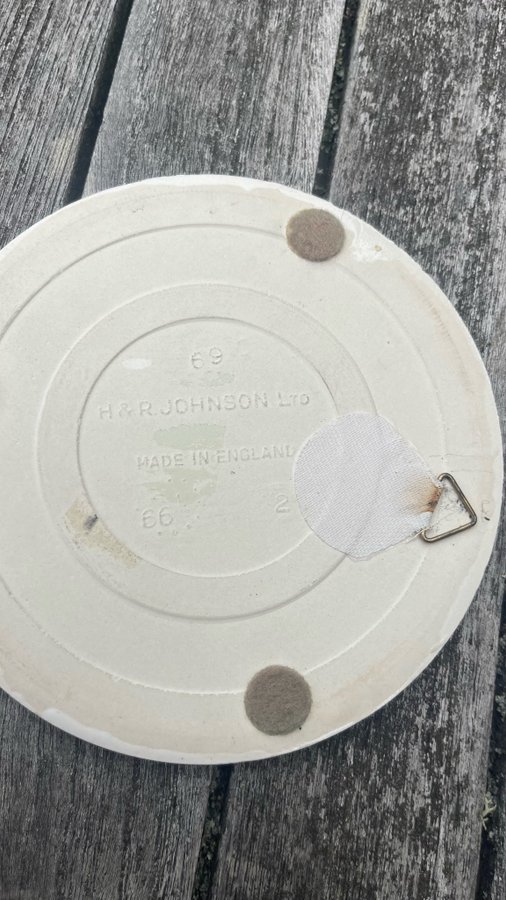 69
H & R. JOHNSON LTD
MADE IN ENGLAND
66 2